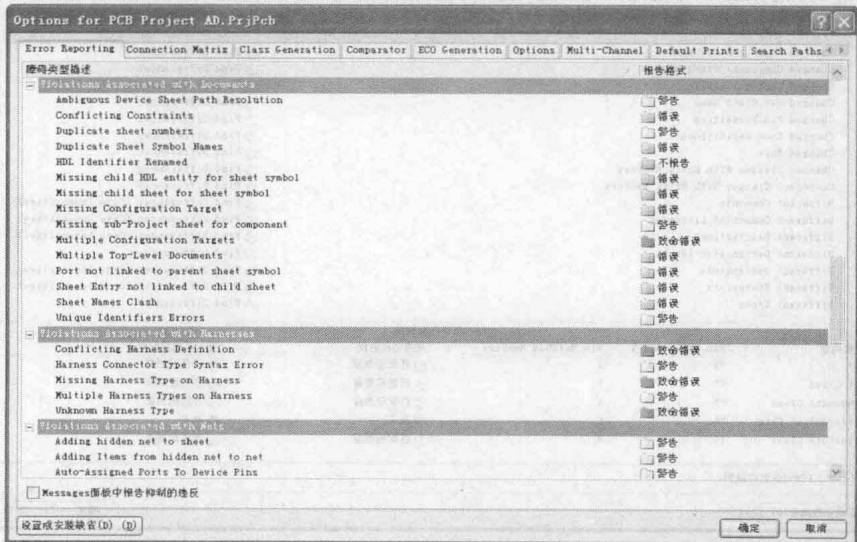 Options for PCB Project AD.PrjPcb
Error Reporting Connection Matrix Class Generation Comparator ECO Generation Options Multi-Channel Default Prints Search Paths
障碍类型描述 报告格式
Violations Associated with Documents
Ambiguous Device Sheet Path Resolution 警告
Conflicting Constraints 错误
Duplicate sheet numbers 警告
Duplicate Sheet Symbol Names 错误
HDL Identifier Renamed 不报告
Missing child HDL entity for sheet symbol 错误
Missing child sheet for sheet symbol 错误
Missing Configuration Target 错误
Missing sub-Project sheet for component 警告
Multiple Configuration Targets 致命错误
Multiple Top-Level Documents 错误
Port not linked to parent sheet symbol 错误
Sheet Entry not linked to child sheet 错误
Sheet Names Clash 错误
Unique Identifiers Errors 警告
Violations Associated with Harnesses
Conflicting Harness Definition 致命错误
Harness Connector Type Syntax Error 警告
Missing Harness Type on Harness 致命错误
Multiple Harness Types on Harness 警告
Unknown Harness Type 致命错误
Violations Associated with Nets
Adding hidden net to sheet 警告
Adding Items from hidden net to net 警告
Auto-Assigned Ports To Device Pins 警告
Messages面板中报告抑制的违反
设置成安装缺省(D) (D) 确定 取消